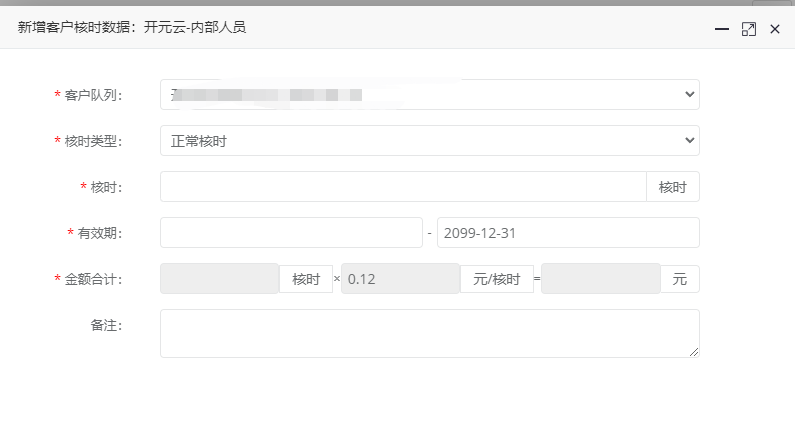 新增客户核时数据：开元云-内部人员
* 客户队列：
* 核时类型： 正常核时
* 核时： 核时
* 有效期： - 2099-12-31
* 金额合计： 核时 × 0.12 元/核时 = 元
备注：